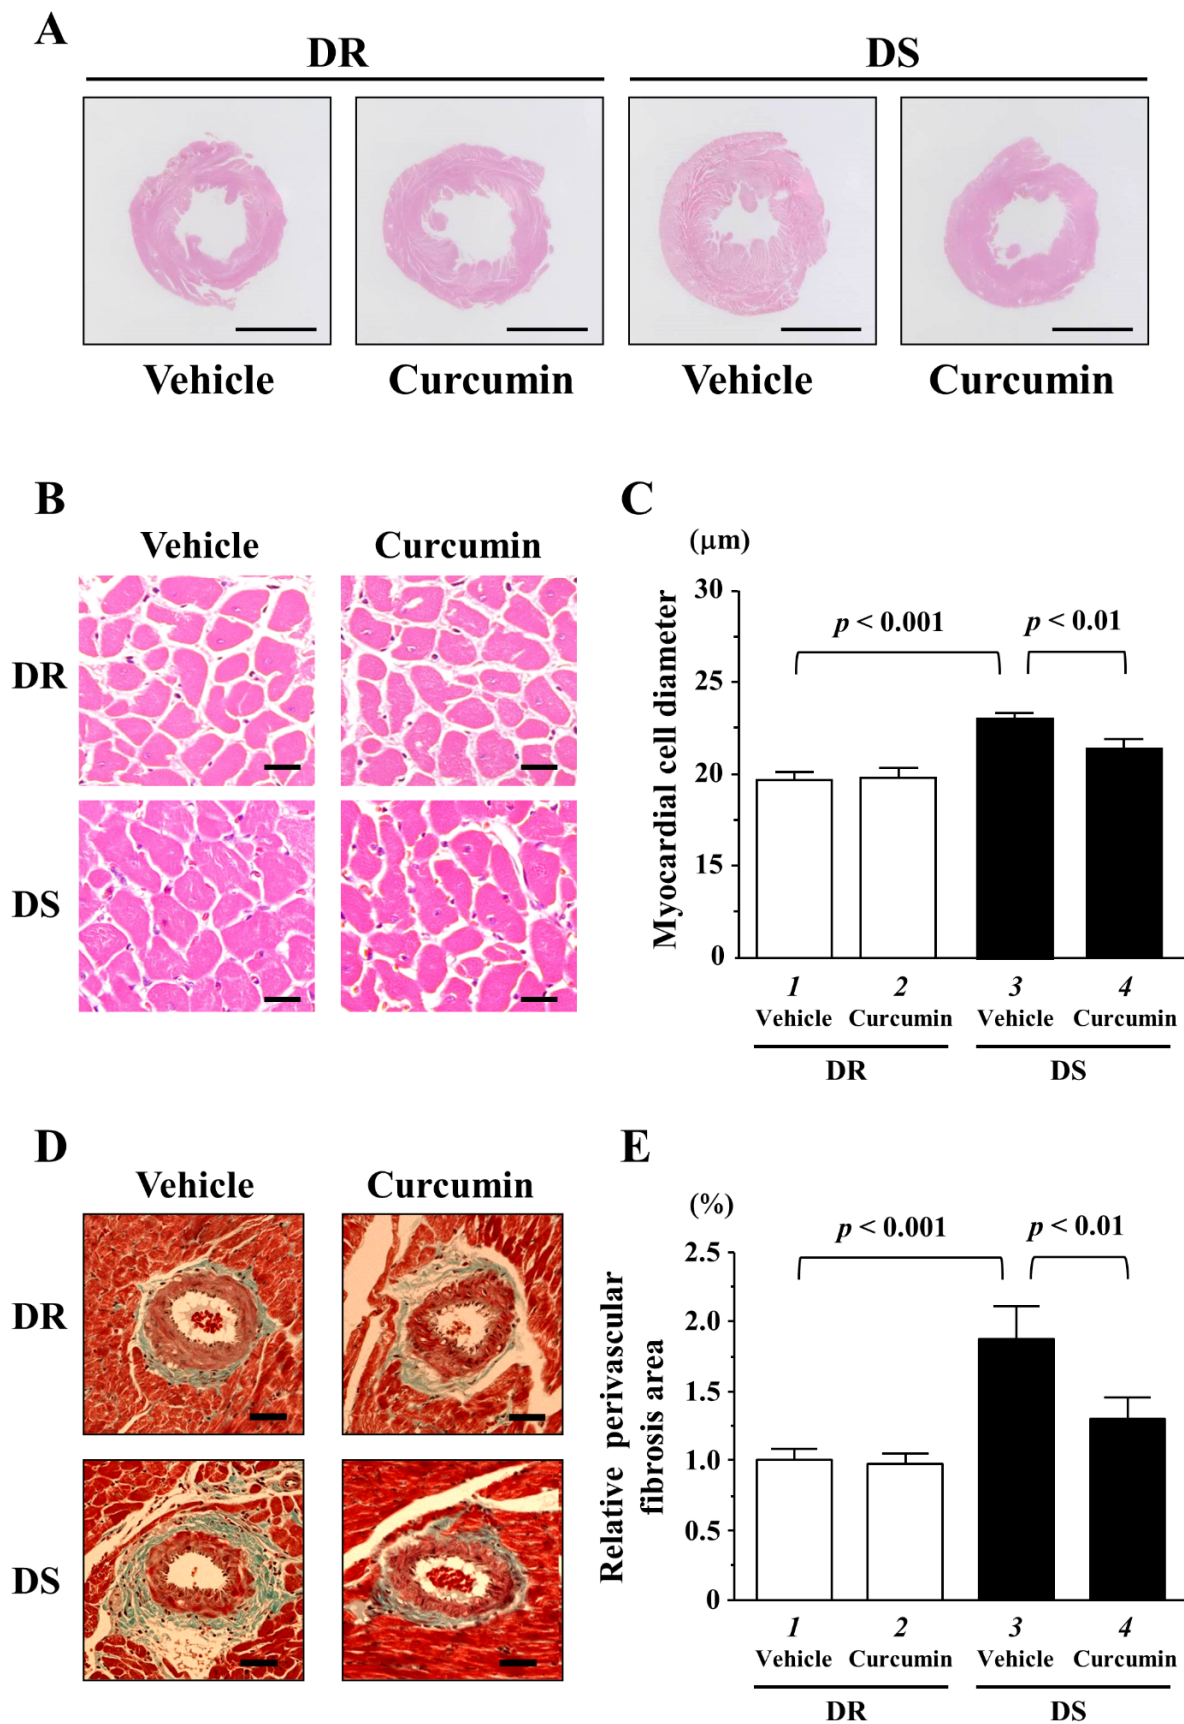 A
DR DS
Vehicle Curcumin Vehicle Curcumin
B
Vehicle Curcumin
DR
DS
C
(μm)
Myocardial cell diameter
30
25
20
15
0
p < 0.001 p < 0.01
1 2 3 4
Vehicle Curcumin Vehicle Curcumin
DR DS
D
Vehicle Curcumin
DR
DS
E
(%)
Relative perivascular
fibrosis area
2.5
2.0
1.5
1.0
0.5
0
p < 0.001 p < 0.01
1 2 3 4
Vehicle Curcumin Vehicle Curcumin
DR DS